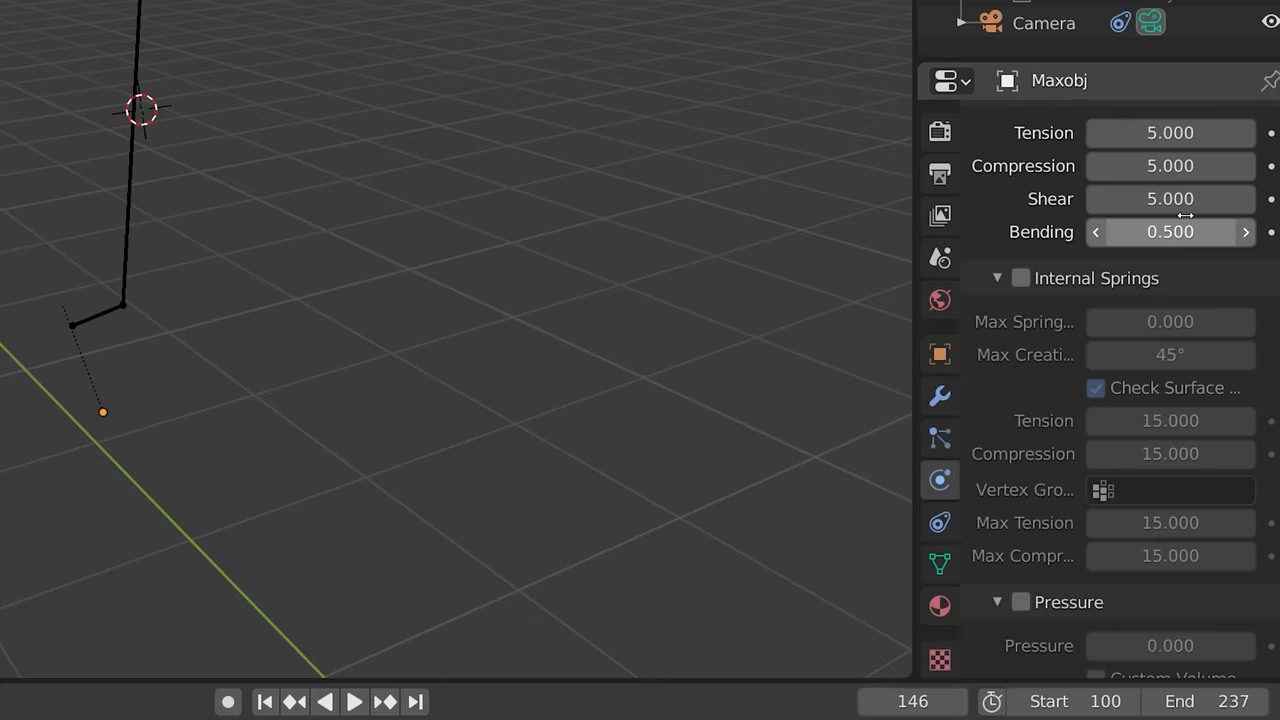 Camera
Maxobj
Tension 5.000
Compression 5.000
Shear 5.000
Bending 0.500
Internal Springs
Max Spring... 0.000
Max Creati... 45°
Check Surface ...
Tension 15.000
Compression 15.000
Vertex Gro...
Max Tension 15.000
Max Compr... 15.000
Pressure
Pressure 0.000
Custom Volume
146 Start 100 End 237